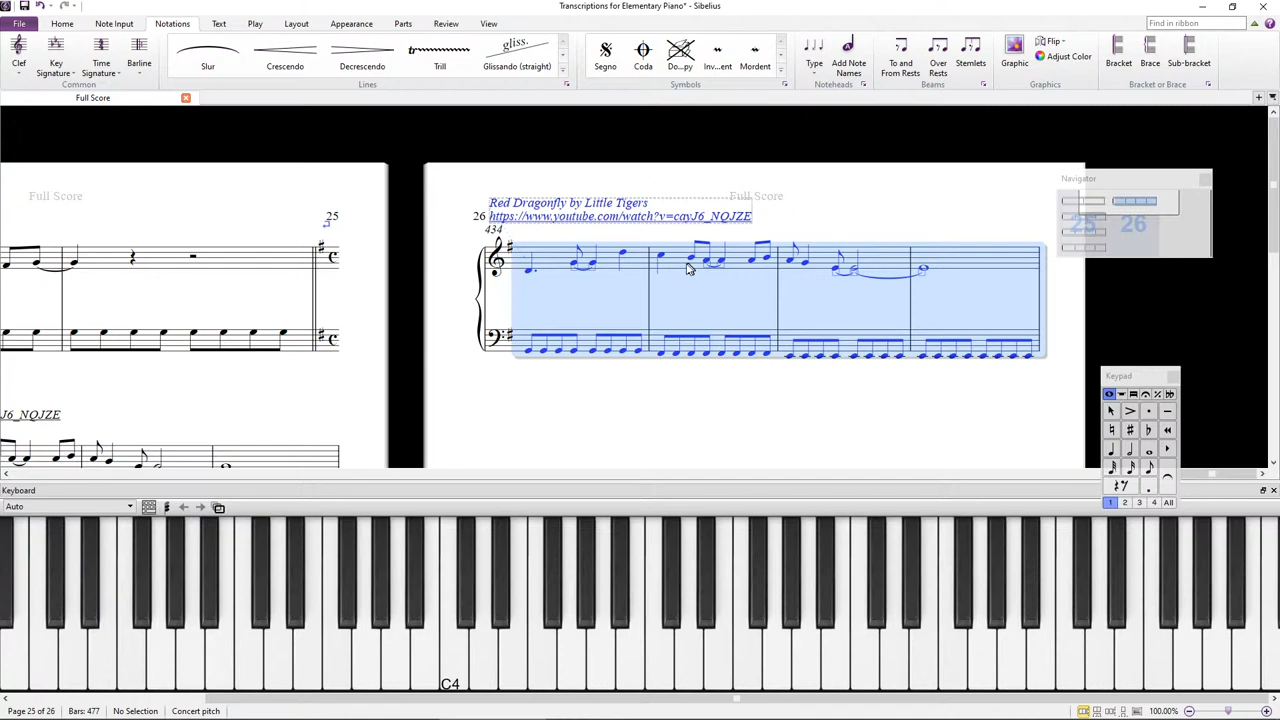 Transcriptions for Elementary Piano* - Sibelius
File Home Note Input Notations Text Play Layout Appearance Parts Review View
Find in ribbon
Clef
Key Signature
Time Signature
Barline
Slur
Crescendo
Decrescendo
tr
Trill
gliss.
Glissando (straight)
Segno
Coda
Do...py
Inv...ent
Mordent
Type
Add Note Names
To and From Rests
Over Rests
Stemlets
Graphic
Flip
Adjust Color
Bracket
Brace
Sub-bracket
Common
Lines
Symbols
Noteheads
Beams
Graphics
Bracket or Brace
Full Score
Full Score
Full Score
Navigator
25
26
25
26
Red Dragonfly by Little Tigers
https://www.youtube.com/watch?v=cayJ6_NQJZE
434
J6_NQJZE
Keypad
1 2 3 4 All
Keyboard
Auto
C4
Page 25 of 26
Bars: 477
No Selection
Concert pitch
100.00%